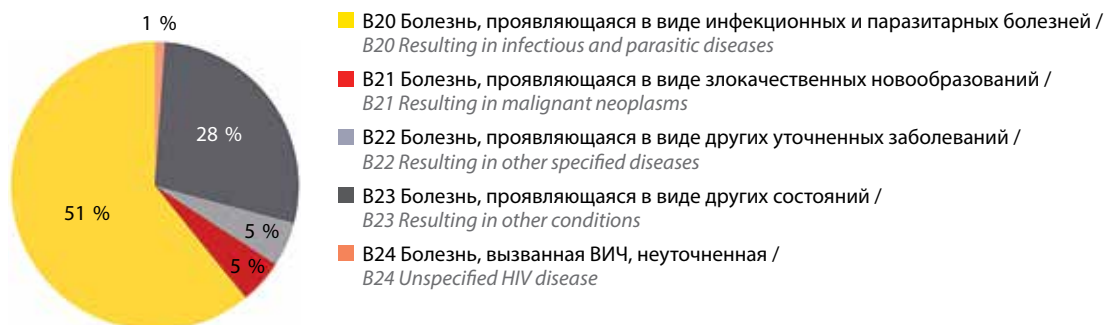 1 %
28 %
51 %
5 %
5 %
B20 Болезнь, проявляющаяся в виде инфекционных и паразитарных болезней /
B20 Resulting in infectious and parasitic diseases
B21 Болезнь, проявляющаяся в виде злокачественных новообразований /
B21 Resulting in malignant neoplasms
B22 Болезнь, проявляющаяся в виде других уточненных заболеваний /
B22 Resulting in other specified diseases
B23 Болезнь, проявляющаяся в виде других состояний /
B23 Resulting in other conditions
B24 Болезнь, вызванная ВИЧ, неуточненная /
B24 Unspecified HIV disease